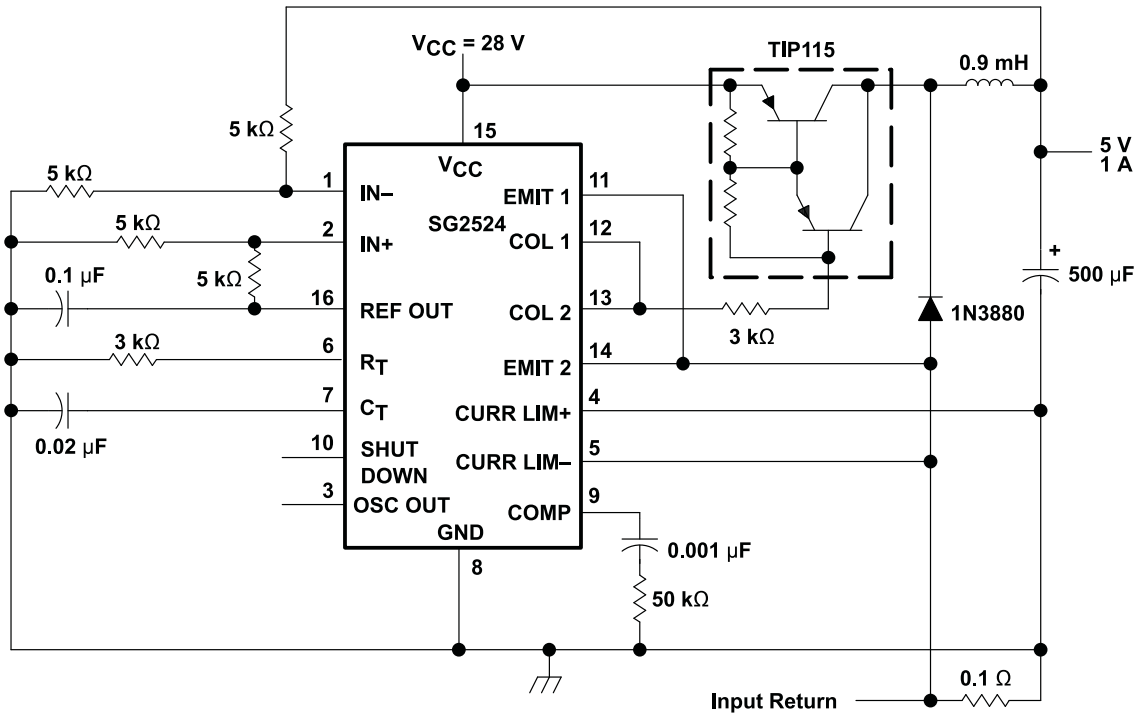 VCC = 28 V
TIP115
0.9 mH
5 kΩ
15
5 V
1 A
5 kΩ
1
IN–
VCC
EMIT 1
11
SG2524
5 kΩ
2
IN+
COL 1
12
0.1 µF
5 kΩ
16
REF OUT
COL 2
13
3 kΩ
+
500 µF
1N3880
3 kΩ
6
RT
EMIT 2
14
0.02 µF
7
CT
CURR LIM+
4
10
SHUT
DOWN
CURR LIM–
5
3
OSC OUT
COMP
9
GND
8
0.001 µF
50 kΩ
0.1 Ω
Input Return